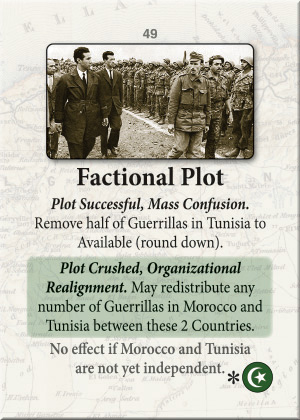 49
Factional Plot
Plot Successful, Mass Confusion.
Remove half of Guerrillas in Tunisia to
Available (round down).
Plot Crushed, Organizational
Realignment. May redistribute any
number of Guerrillas in Morocco and
Tunisia between these 2 Countries.
No effect if Morocco and Tunisia
are not yet independent. *